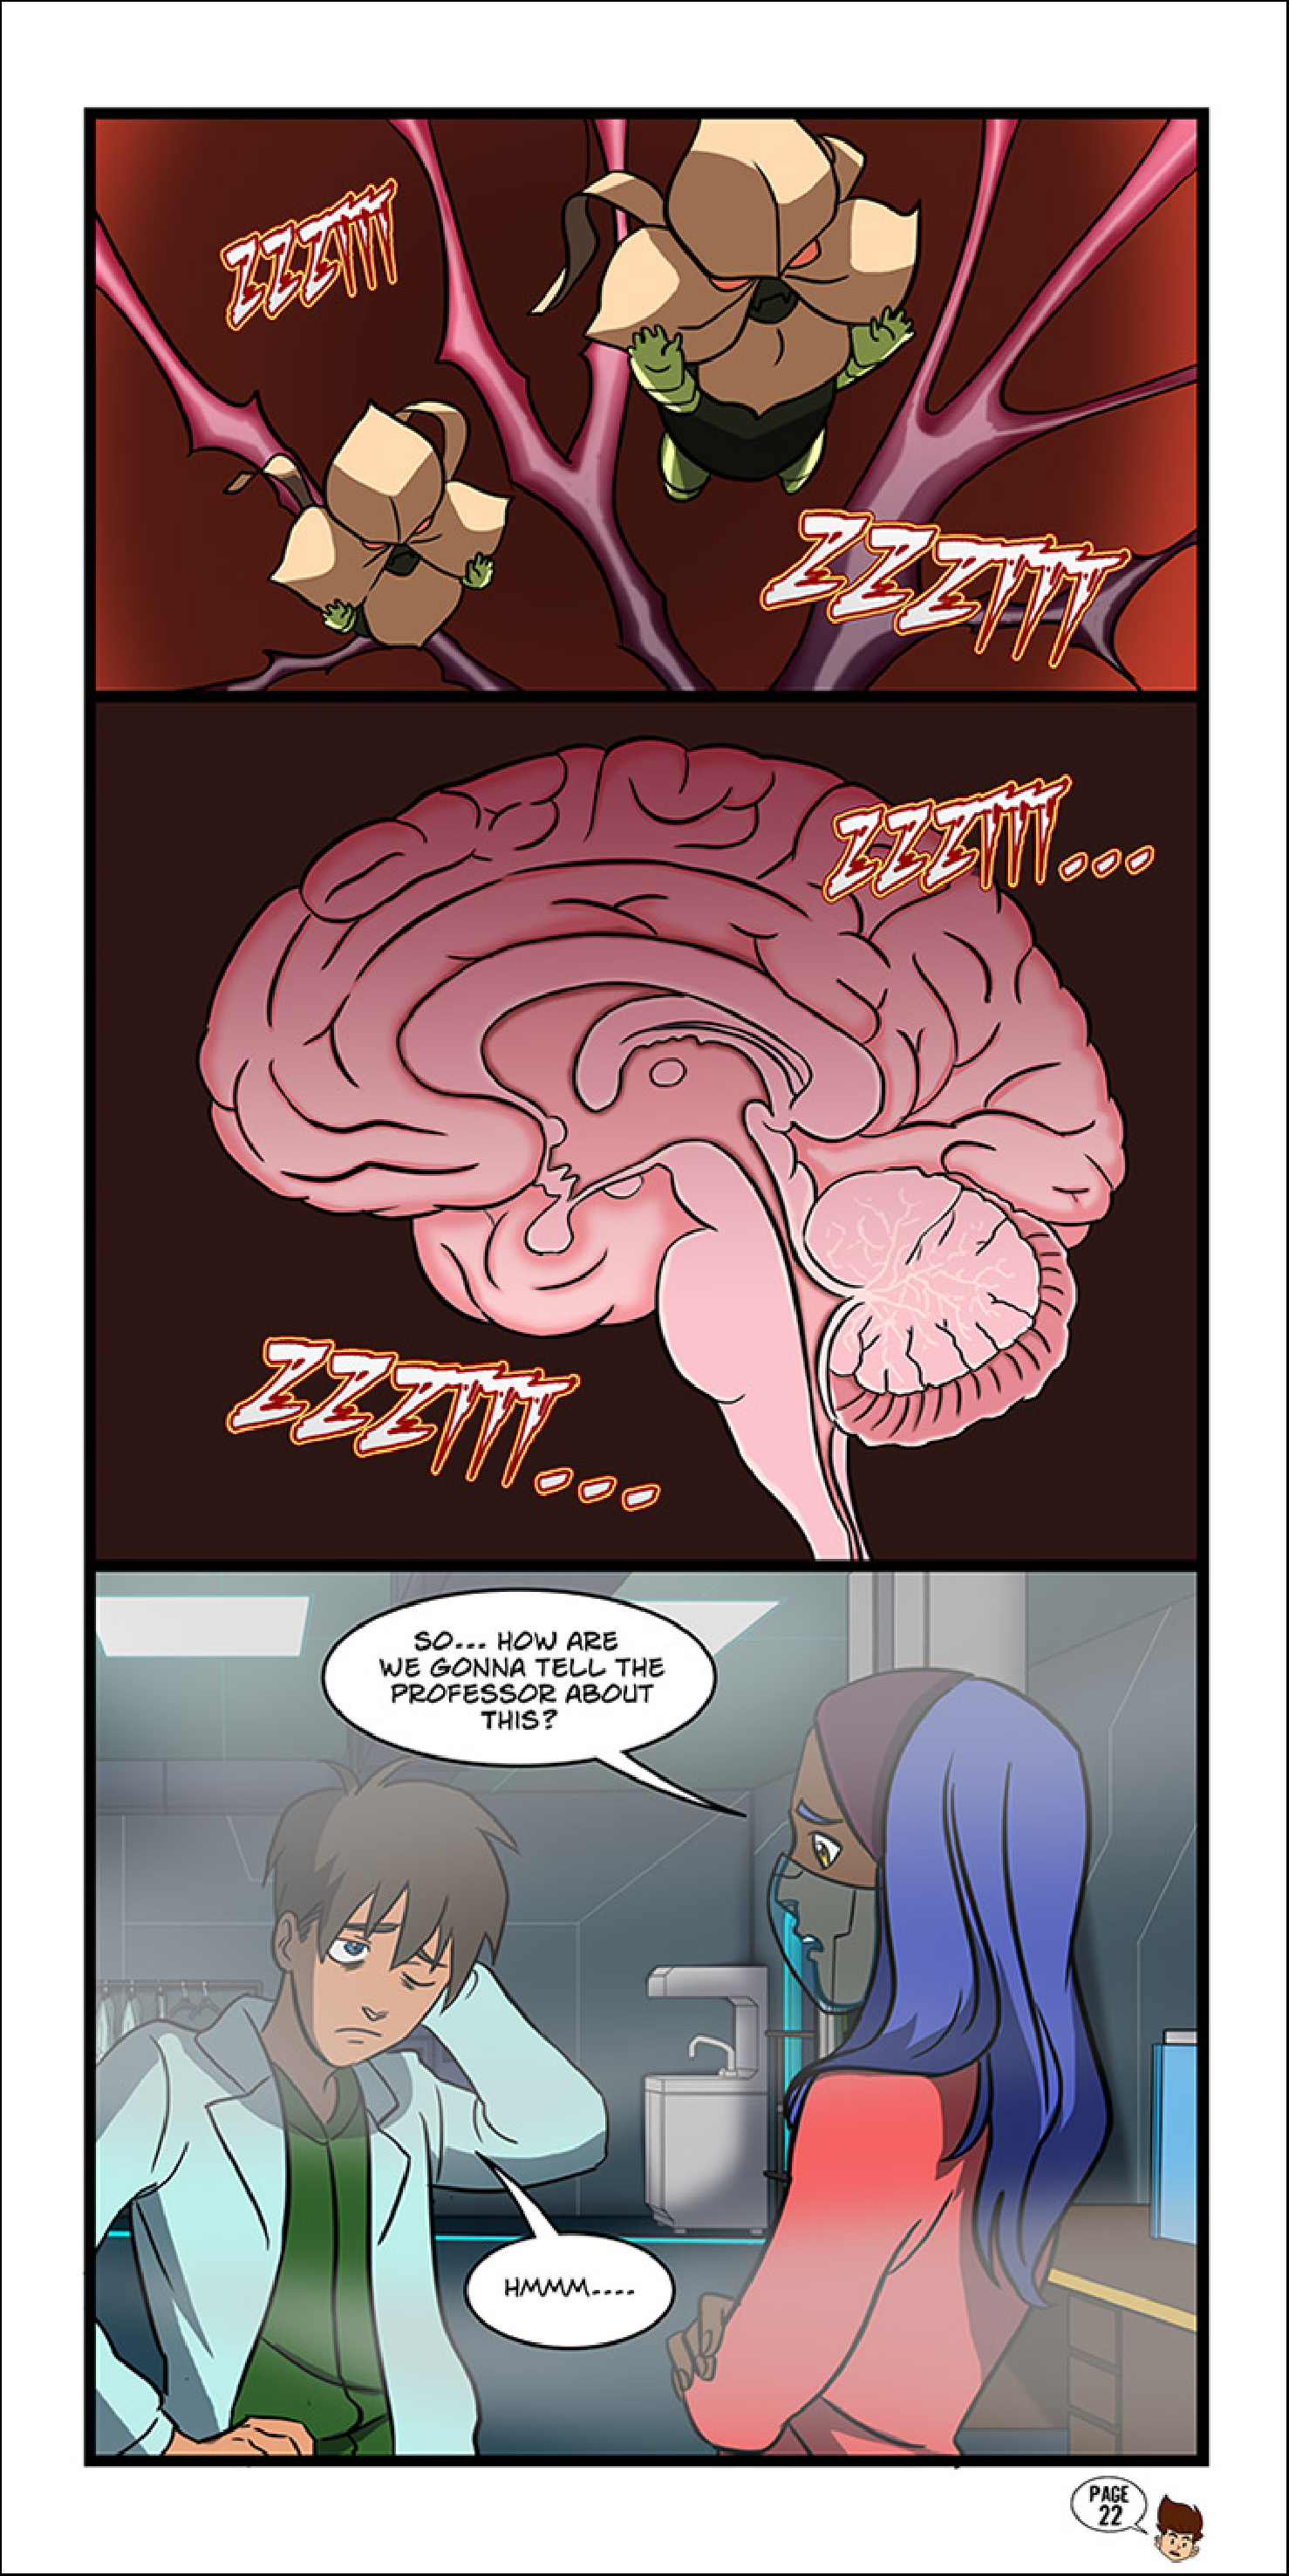 ZZZTTT
ZZZTTT
ZZZTTT...
ZZZTTT...
SO... HOW ARE
WE GONNA TELL THE
PROFESSOR ABOUT
THIS?
HMMM....
PAGE
22